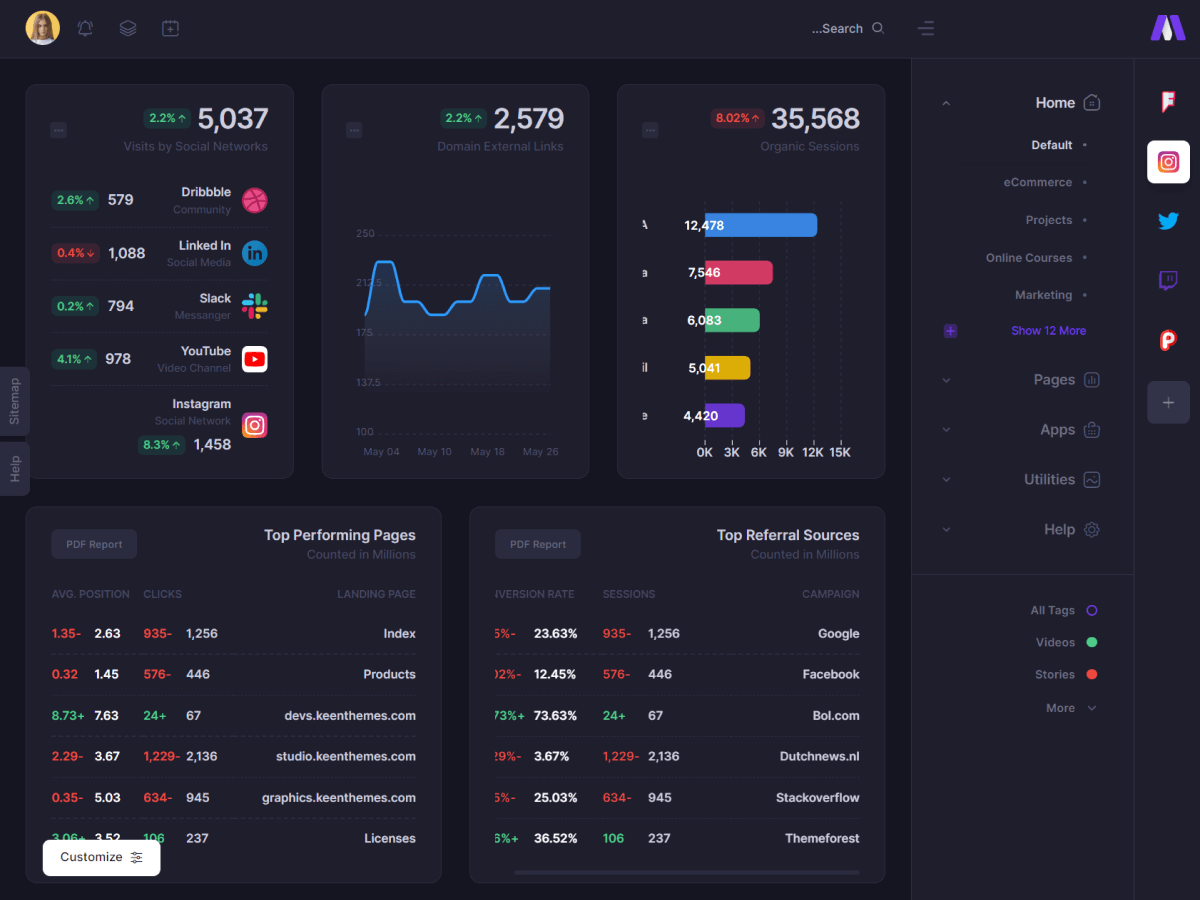 Search...
5,037
2.2%
Visits by Social Networks
Dribbble
Community
579
2.6%
Linked In
Social Media
1,088
0.4%
Slack
Messanger
794
0.2%
YouTube
Video Channel
978
4.1%
Instagram
Social Network
1,458
8.3%
2,579
2.2%
Domain External Links
250
212.5
175
137.5
100
May 04 May 10 May 18 May 26
35,568
8.02%
Organic Sessions
12,478
7,546
6,083
5,041
4,420
0K 3K 6K 9K 12K 15K
Home
Default
eCommerce
Projects
Online Courses
Marketing
Show 12 More
Pages
Apps
Utilities
Help
All Tags
Videos
Stories
More
Sitemap
Help
Top Performing Pages
Counted in Millions
PDF Report
AVG. POSITION CLICKS LANDING PAGE
1.35- 2.63 935- 1,256 Index
0.32 1.45 576- 446 Products
8.73+ 7.63 24+ 67 devs.keenthemes.com
2.29- 3.67 1,229- 2,136 studio.keenthemes.com
0.35- 5.03 634- 945 graphics.keenthemes.com
3.06+ 3.52 106 237 Licenses
Top Referral Sources
Counted in Millions
PDF Report
RATE SESSIONS CAMPAIGN
23.63% 935- 1,256 Google
12.45% 576- 446 Facebook
73.63% 24+ 67 Bol.com
3.67% 1,229- 2,136 Dutchnews.nl
25.03% 634- 945 Stackoverflow
36.52% 106 237 Themeforest
Customize